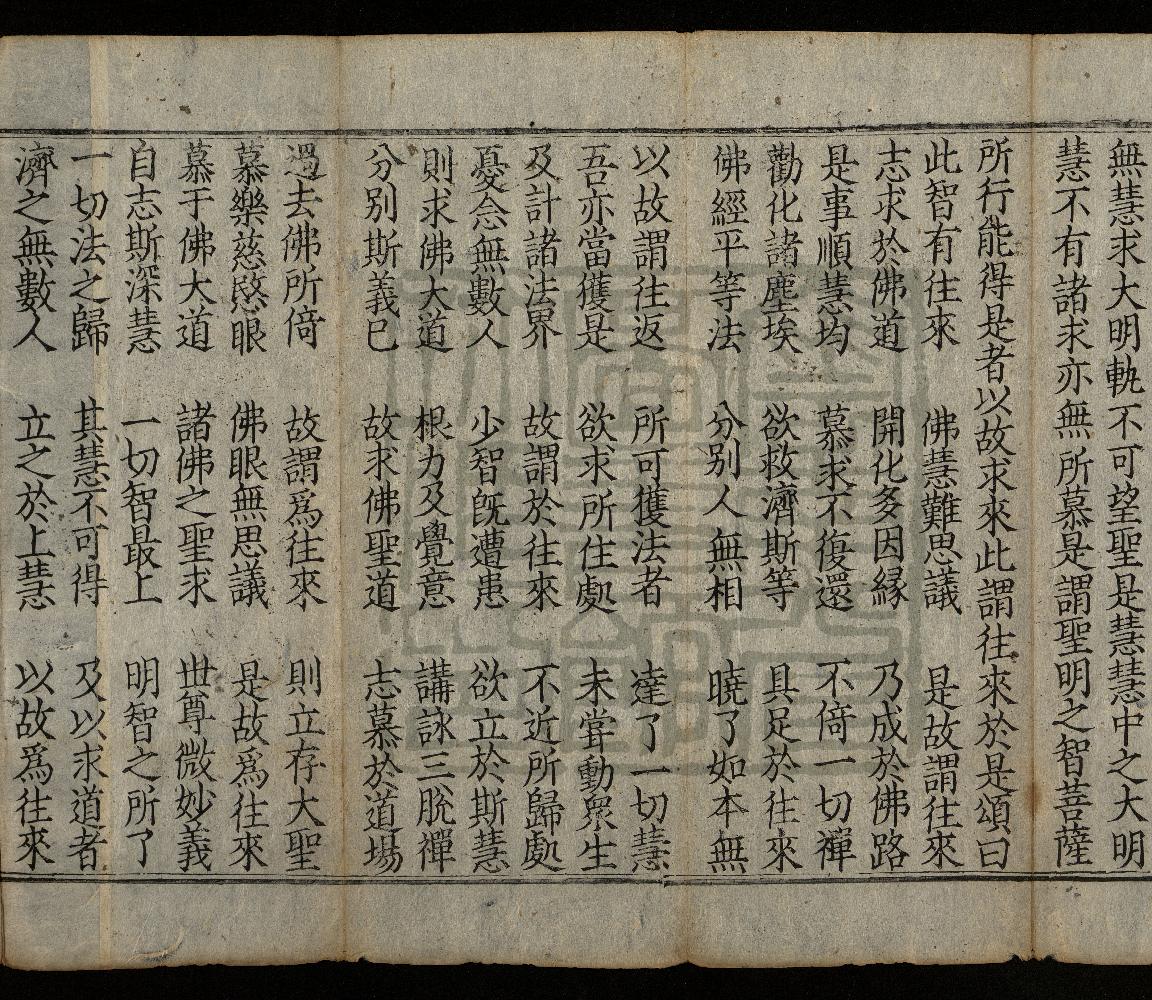 無慧求大明軌不可望聖是慧慧中之大明
慧不有諸求亦無所慕是謂聖明之智菩薩
所行能得是者以故求來此謂往來於是頌曰
此智有往來　佛慧難思議　是故謂往來
志求於佛道　開化多因緣　乃成於佛路
是事順慧均　慕求不復還　不倚一切禪
勸化諸塵埃　欲救濟斯等　具足於往來
佛經平等法　分別人無相　曉了如本無
以故謂往返　所可獲法者　達了一切慧
吾亦當獲是　欲求所住處　未甞動衆生
及計諸法界　故謂於往來　不近所歸處
憂念無數人　少智旣遭患　欲立於斯慧
則求佛大道　根力及覺意　講詠三脫禪
分別斯義已　故求佛聖道　志慕於道場
過去佛所倚　故謂爲往來　則立存大聖
慕樂慈愍眼　佛眼無思議　是故爲往來
慕于佛大道　諸佛之聖求　世尊微妙義
自志斯深慧　一切智最上　明智之所了
一切法之歸　其慧不可得　及以求道者
濟之無數人　立之於上慧　以故爲往來